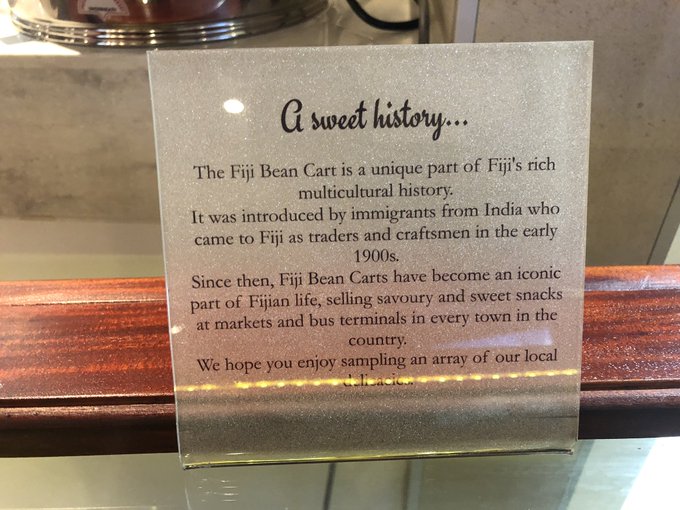 A sweet history...
The Fiji Bean Cart is a unique part of Fiji's rich
multicultural history.
It was introduced by immigrants from India who
came to Fiji as traders and craftsmen in the early
1900s.
Since then, Fiji Bean Carts have become an iconic
part of Fijian life, selling savoury and sweet snacks
at markets and bus terminals in every town in the
country.
We hope you enjoy sampling an array of our local
delicacies.